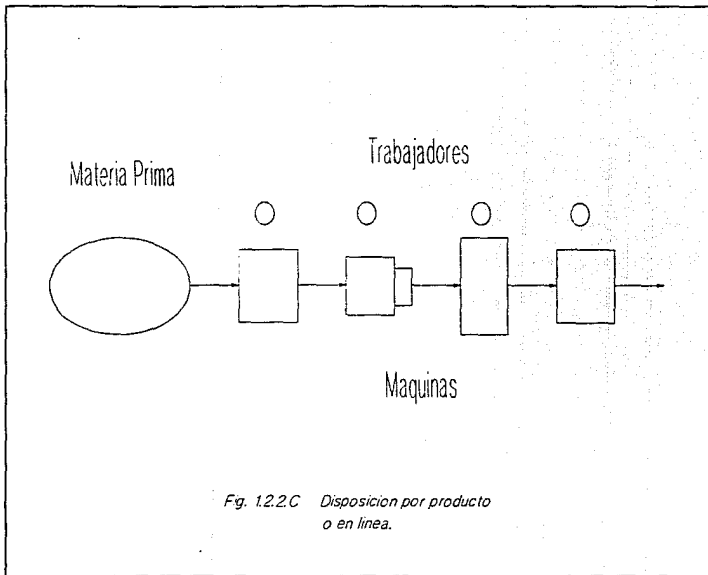 Trabajadores
Materia Prima
Maquinas
Fig. 1.2.2.C Disposicion por producto
o en linea.